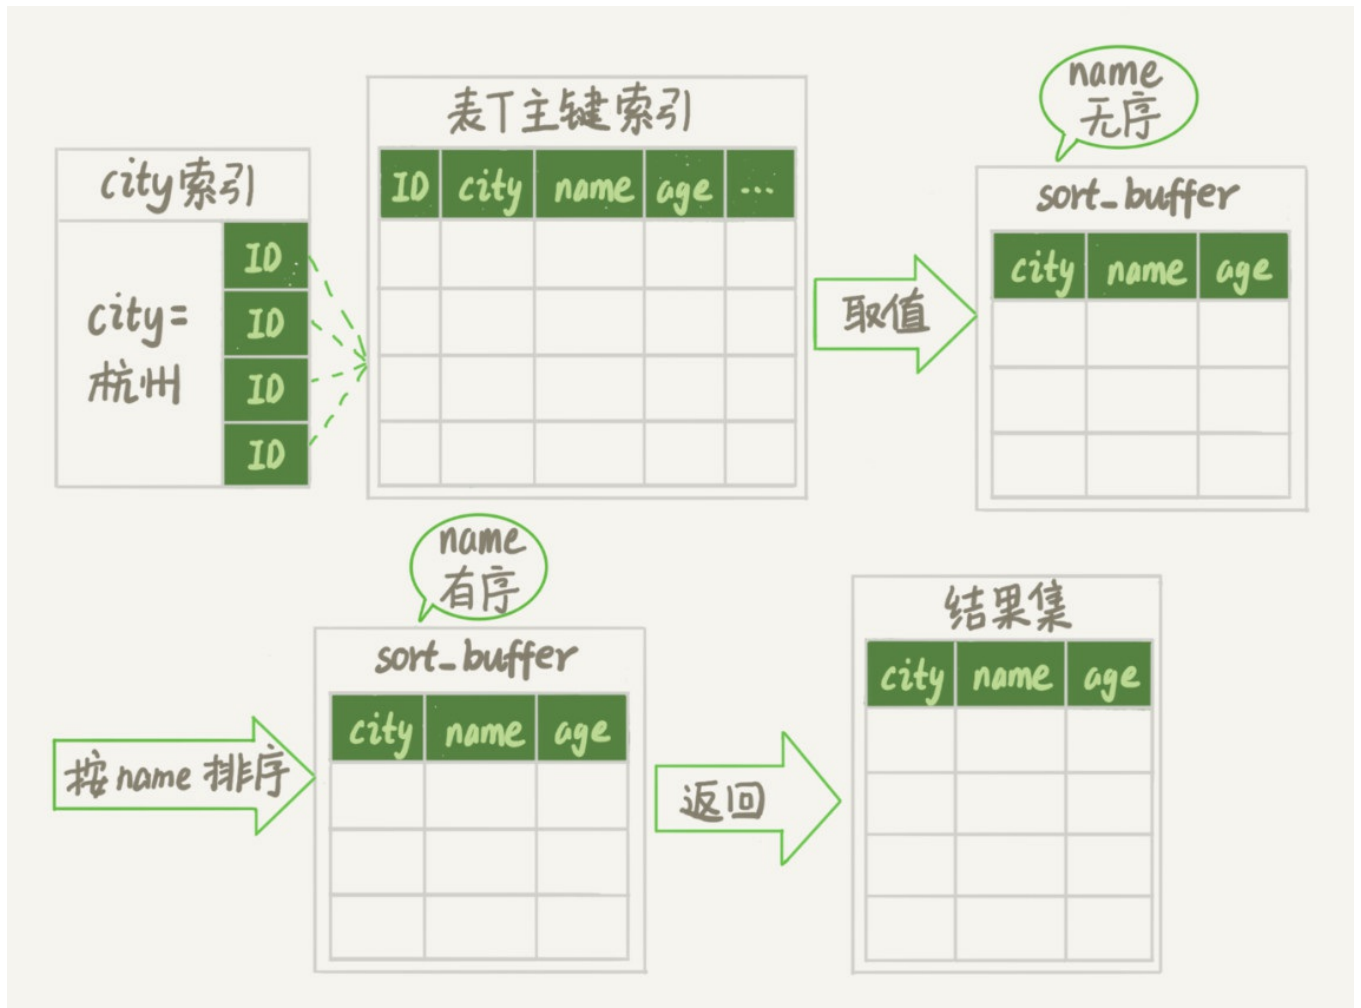 city索引
city=
杭州
ID
ID
ID
ID
表T主键索引
ID city name age ...
取值
name
无序
sort_buffer
city name age
按name排序
name
有序
sort_buffer
city name age
返回
结果集
city name age